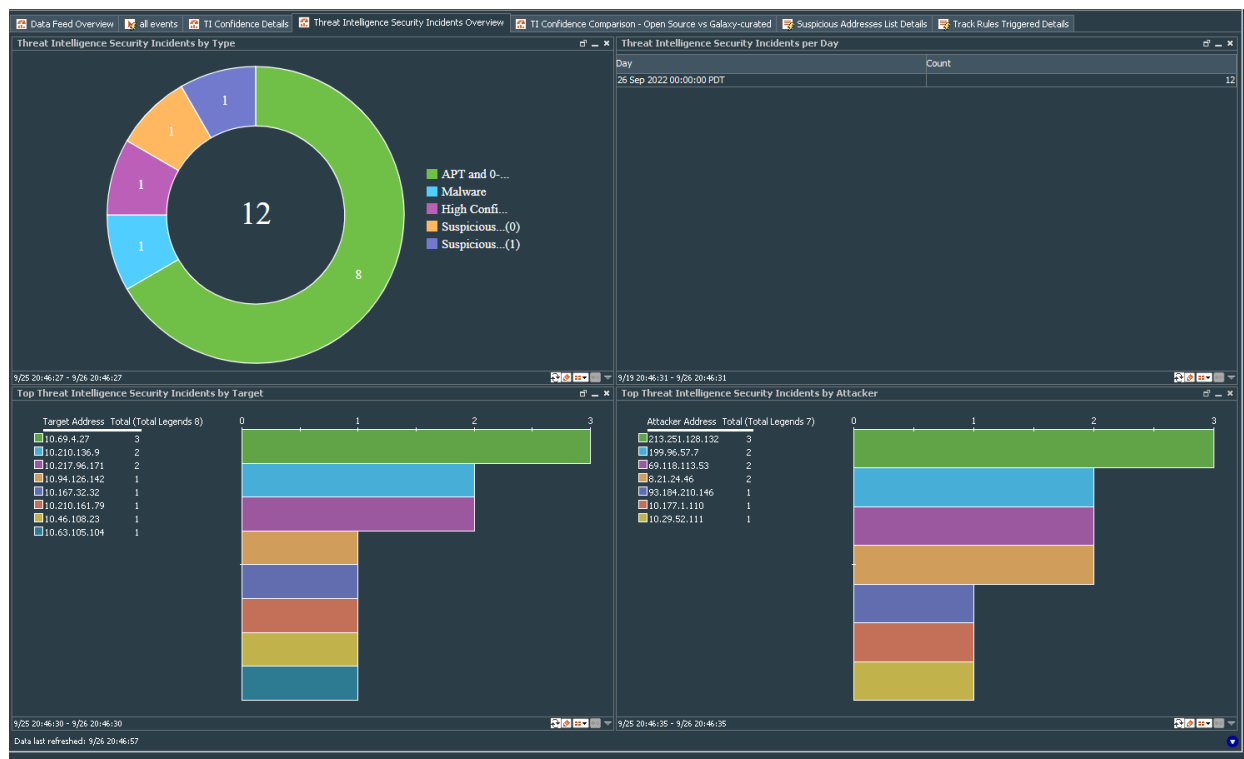 Data Feed Overview all events TI Confidence Details Threat Intelligence Security Incidents Overview TI Confidence Comparison - Open Source vs Galaxy-curated Suspicious Addresses List Details Track Rules Triggered Details
Threat Intelligence Security Incidents by Type
1
1
1
1
8
12
APT and 0-...
Malware
High Confi...
Suspicious...(0)
Suspicious...(1)
9/25 20:46:27 - 9/26 20:46:27
Threat Intelligence Security Incidents per Day
Day Count
26 Sep 2022 00:00:00 PDT 12
9/19 20:46:31 - 9/26 20:46:31
Top Threat Intelligence Security Incidents by Target
Target Address Total (Total Legends 8)
10.69.4.27 3
10.210.136.9 2
10.217.96.171 2
10.94.126.142 1
10.167.32.32 1
10.210.161.79 1
10.46.108.23 1
10.63.105.104 1
0 1 2 3
9/25 20:46:30 - 9/26 20:46:30
Top Threat Intelligence Security Incidents by Attacker
Attacker Address Total (Total Legends 7)
213.251.128.132 3
199.96.57.7 2
69.118.113.53 2
8.21.24.46 2
93.184.210.146 1
10.177.1.110 1
10.29.52.111 1
0 1 2 3
9/25 20:46:35 - 9/26 20:46:35
Data last refreshed: 9/26 20:46:57